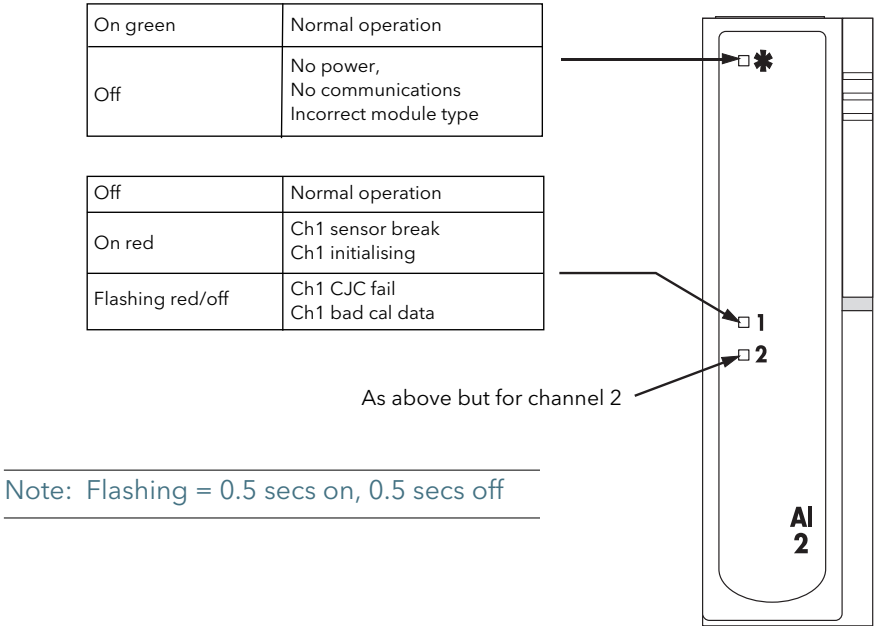 On green Normal operation
Off No power,
No communications
Incorrect module type
✱
Off Normal operation
On red Ch1 sensor break
Ch1 initialising
Flashing red/off Ch1 CJC fail
Ch1 bad cal data
1
2
As above but for channel 2
Note: Flashing = 0.5 secs on, 0.5 secs off
AI
2